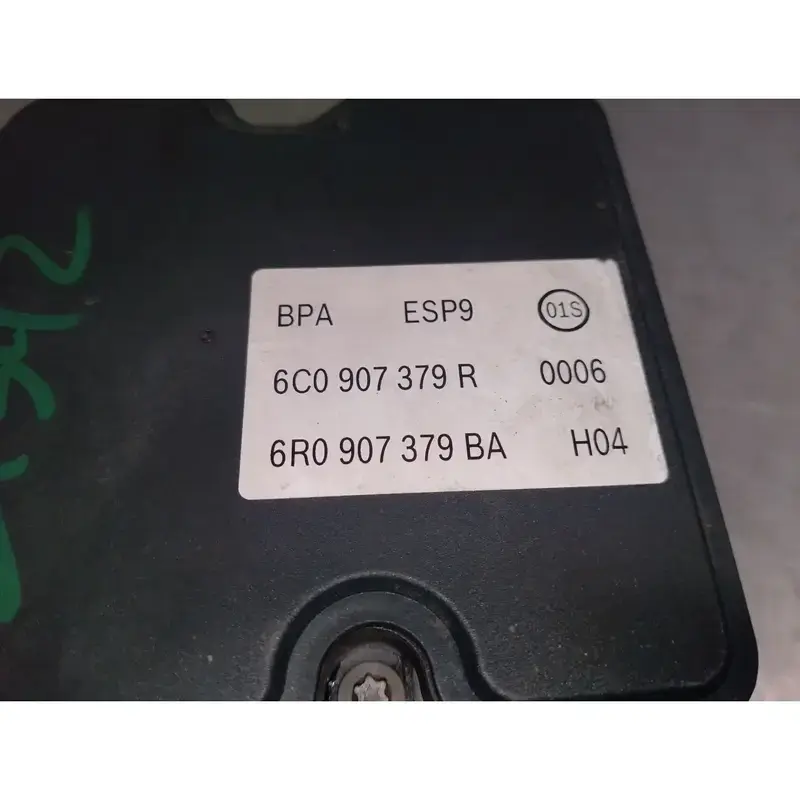 BPA ESP9 01S
6C0 907 379 R 0006
6R0 907 379 BA H04